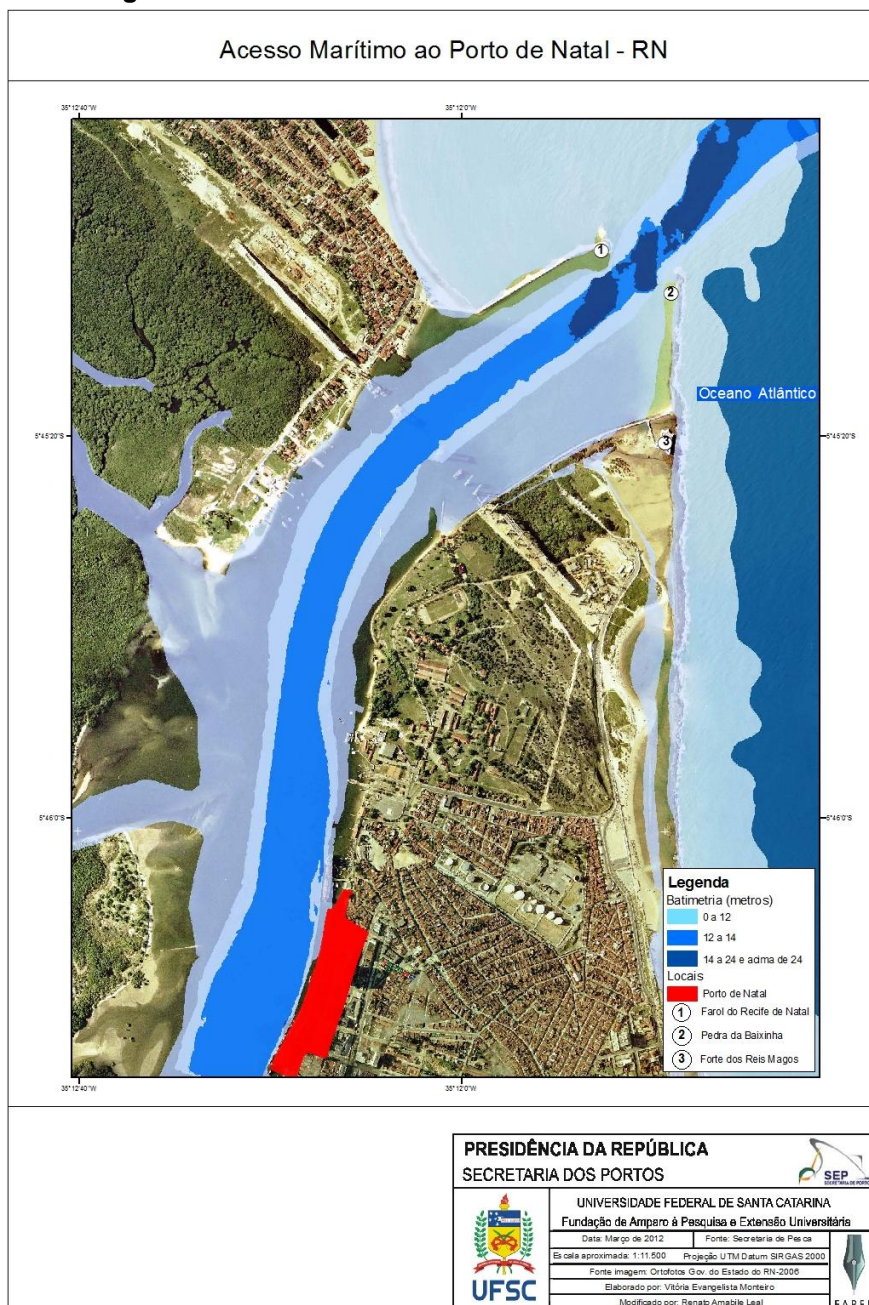 Acesso Marítimo ao Porto de Natal - RN
35°12'40"W
35°12'0"W
1
2
Oceano Atlântico
5°45'20"S
5°45'20"S
3
5°46'0"S
5°46'0"S
Legenda
Batimetria (metros)
0 a 12
12 a 14
14 a 24 e acima de 24
Locais
Porto de Natal
1 Farol do Recife de Natal
2 Pedra da Baixinha
3 Forte dos Reis Magos
35°12'40"W
35°12'0"W
PRESIDÊNCIA DA REPÚBLICA
SECRETARIA DOS PORTOS
SEP
SECRETARIA DE PORTOS
UNIVERSIDADE FEDERAL DE SANTA CATARINA
Fundação de Amparo à Pesquisa e Extensão Universitária
Data: Março de 2012
Fonte: Secretaria de Pesca
Escala aproximada: 1:11.500
Projeção UTM Datum SIRGAS 2000
Fonte imagem: Ortofotos Gov. do Estado do RN-2006
Elaborado por: Vitória Evangelista Monteiro
Modificado por: Renato Amabile Leal
UFSC